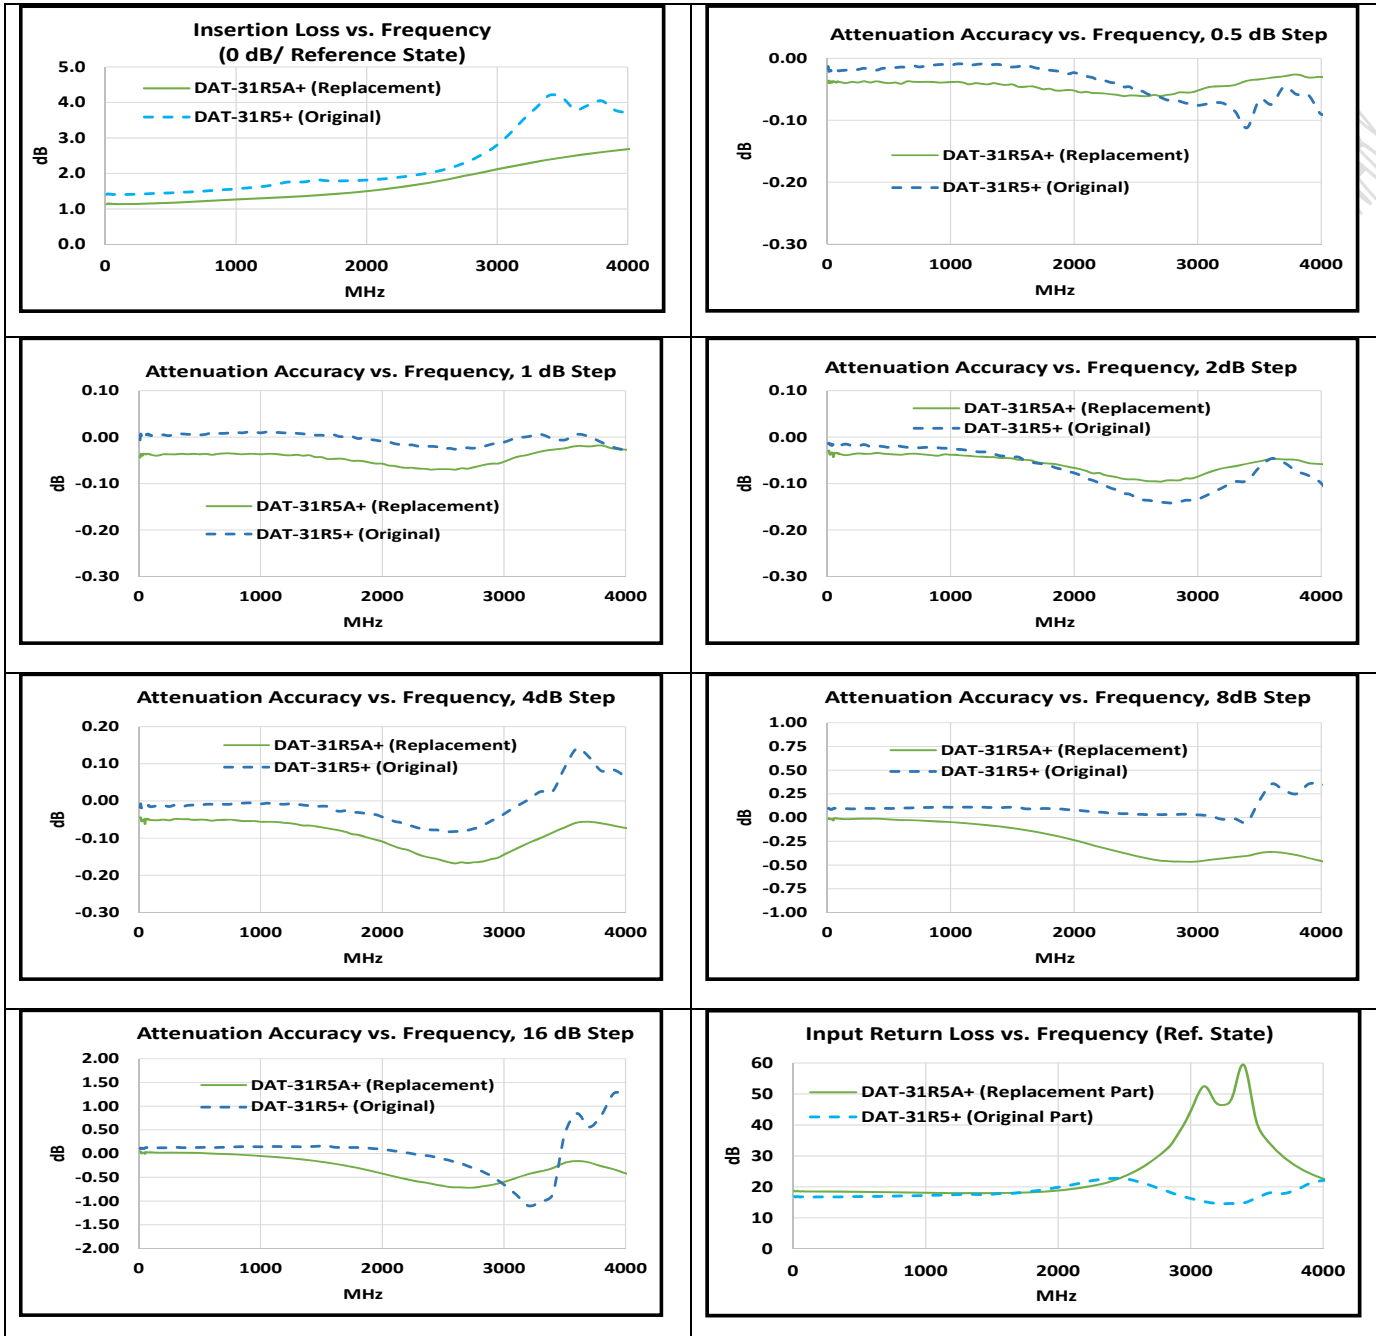 Insertion Loss vs. Frequency
(0 dB/ Reference State)
5.0
4.0
3.0
2.0
1.0
0.0
dB
DAT-31R5A+ (Replacement)
DAT-31R5+ (Original)
0 1000 2000 3000 4000
MHz
Attenuation Accuracy vs. Frequency, 0.5 dB Step
0.00
-0.10
-0.20
-0.30
dB
DAT-31R5A+ (Replacement)
DAT-31R5+ (Original)
0 1000 2000 3000 4000
MHz
Attenuation Accuracy vs. Frequency, 1 dB Step
0.10
0.00
-0.10
-0.20
-0.30
dB
DAT-31R5A+ (Replacement)
DAT-31R5+ (Original)
0 1000 2000 3000 4000
MHz
Attenuation Accuracy vs. Frequency, 2dB Step
0.10
0.00
-0.10
-0.20
-0.30
dB
DAT-31R5A+ (Replacement)
DAT-31R5+ (Original)
0 1000 2000 3000 4000
MHz
Attenuation Accuracy vs. Frequency, 4dB Step
0.20
0.10
0.00
-0.10
-0.20
-0.30
dB
DAT-31R5A+ (Replacement)
DAT-31R5+ (Original)
0 1000 2000 3000 4000
MHz
Attenuation Accuracy vs. Frequency, 8dB Step
1.00
0.75
0.50
0.25
0.00
-0.25
-0.50
-0.75
-1.00
dB
DAT-31R5A+ (Replacement)
DAT-31R5+ (Original)
0 1000 2000 3000 4000
MHz
Attenuation Accuracy vs. Frequency, 16 dB Step
2.00
1.50
1.00
0.50
0.00
-0.50
-1.00
-1.50
-2.00
dB
DAT-31R5A+ (Replacement)
DAT-31R5+ (Original)
0 1000 2000 3000 4000
MHz
Input Return Loss vs. Frequency (Ref. State)
60
50
40
30
20
10
0
dB
DAT-31R5A+ (Replacement Part)
DAT-31R5+ (Original Part)
0 1000 2000 3000 4000
MHz